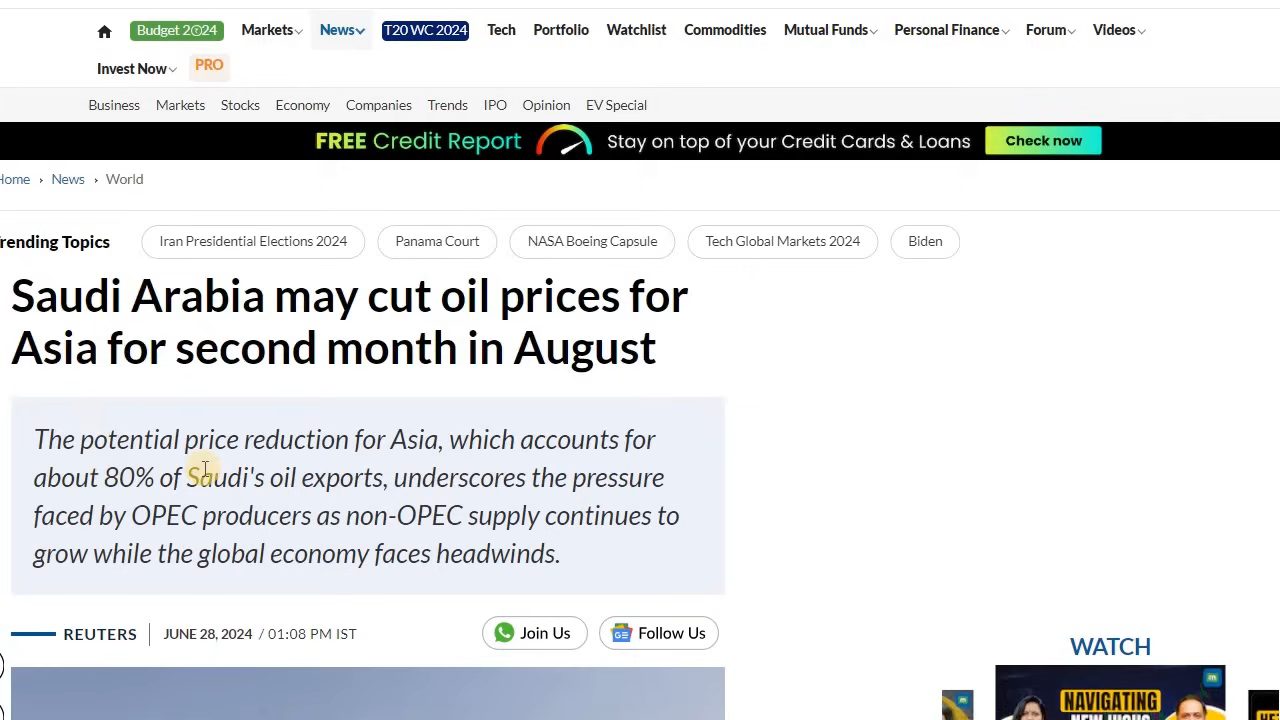 Budget 2024 Markets News T20 WC 2024 Tech Portfolio Watchlist Commodities Mutual Funds Personal Finance Forum Videos
Invest Now PRO
Business Markets Stocks Economy Companies Trends IPO Opinion EV Special
FREE Credit Report Stay on top of your Credit Cards & Loans Check now
Home › News › World
Trending Topics Iran Presidential Elections 2024 Panama Court NASA Boeing Capsule Tech Global Markets 2024 Biden
Saudi Arabia may cut oil prices for
Asia for second month in August
The potential price reduction for Asia, which accounts for
about 80% of Saudi's oil exports, underscores the pressure
faced by OPEC producers as non-OPEC supply continues to
grow while the global economy faces headwinds.
REUTERS JUNE 28, 2024 / 01:08 PM IST Join Us GE Follow Us
WATCH
m
NAVIGATING